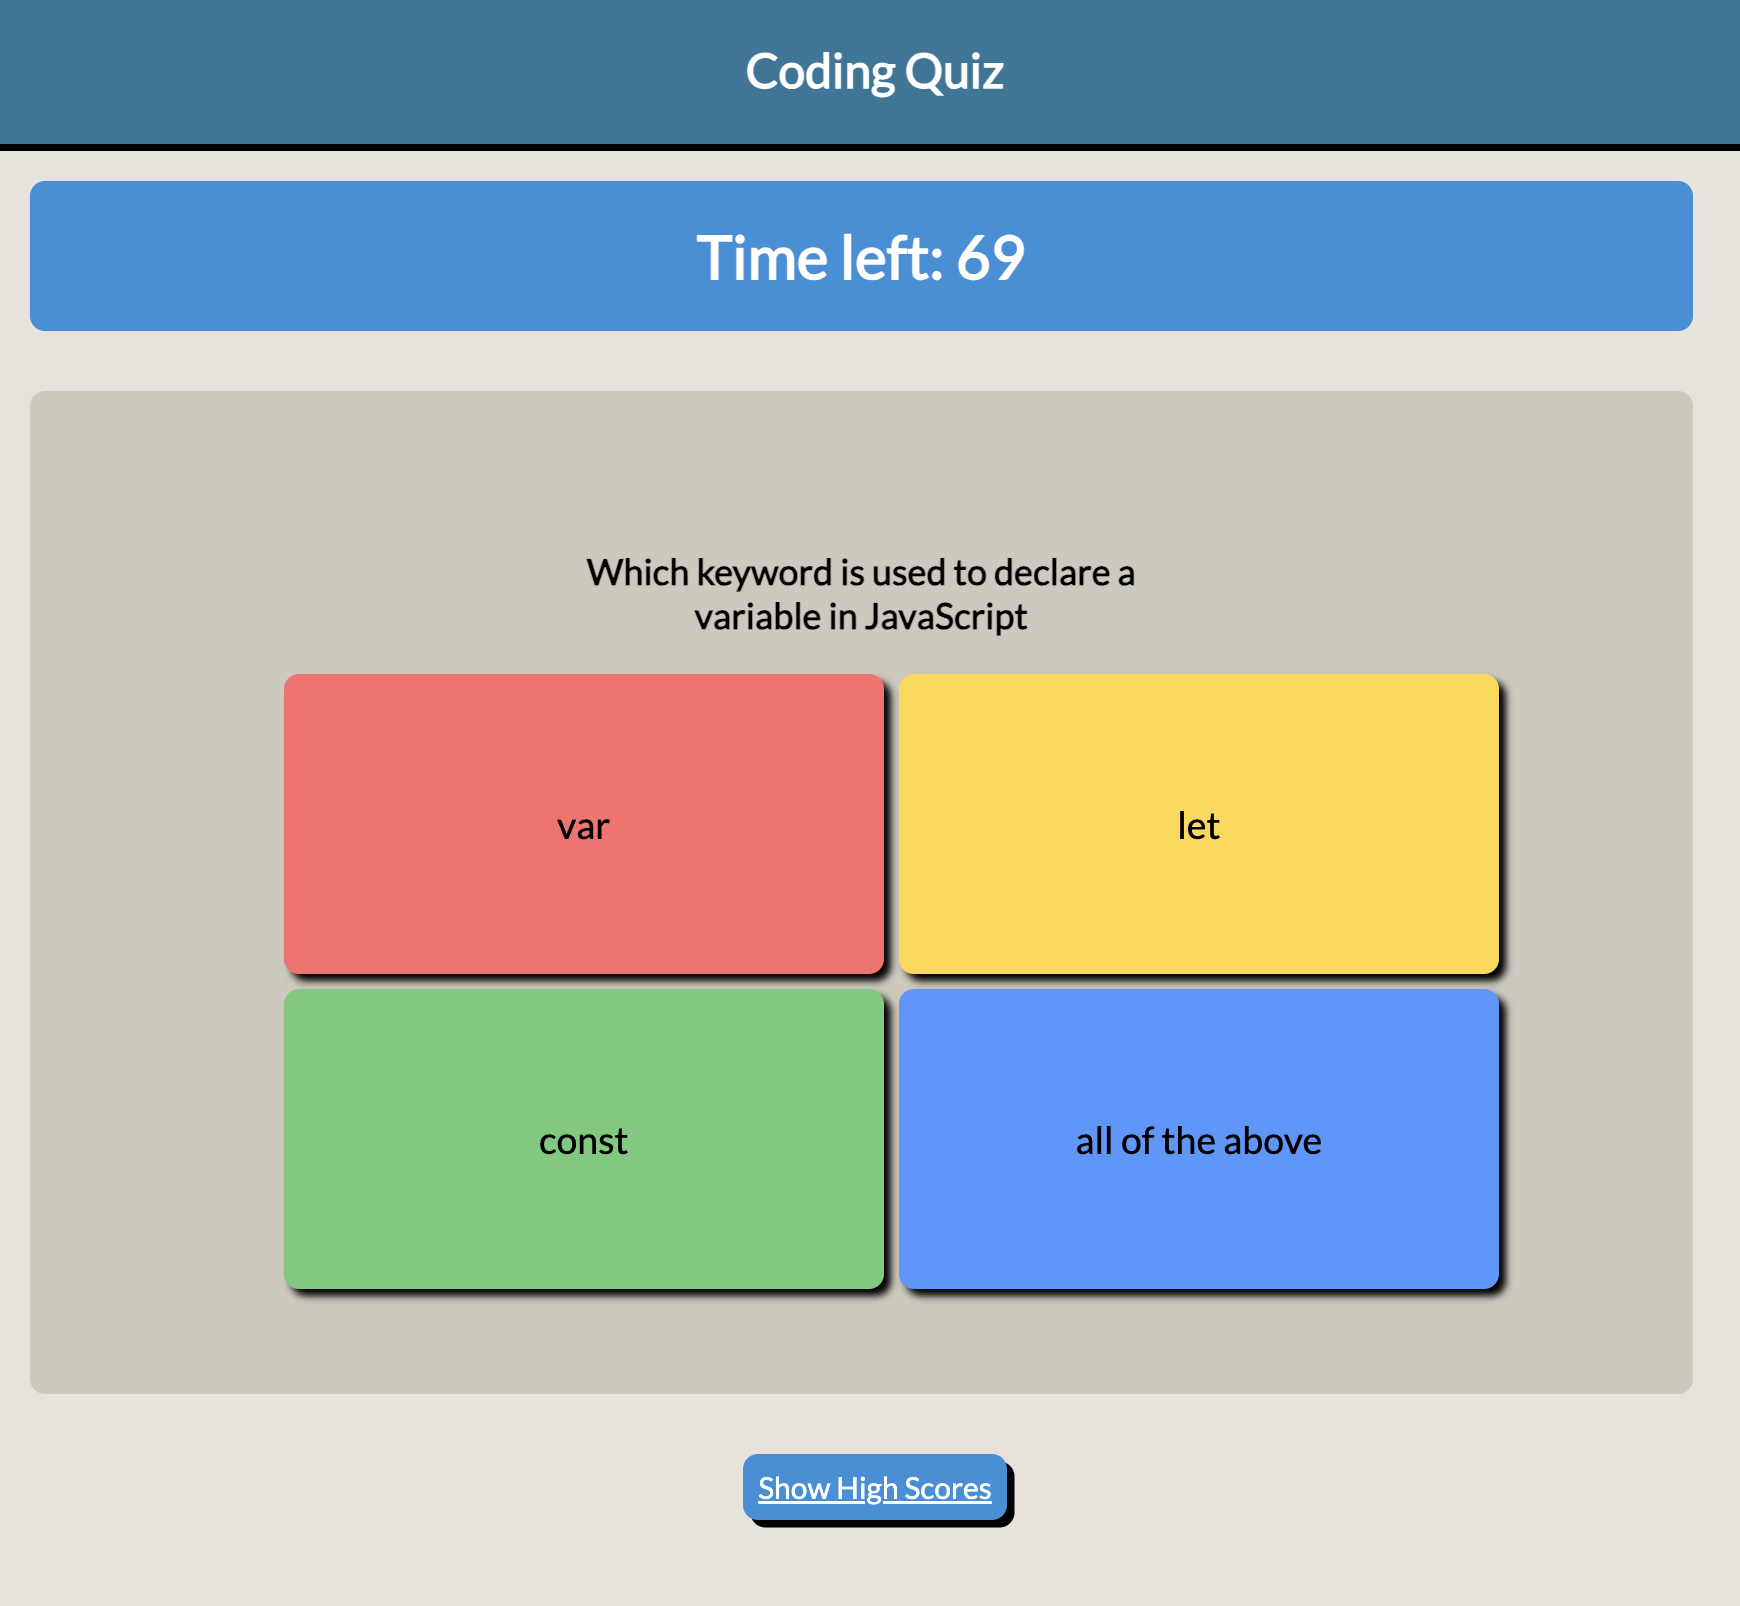 Coding Quiz
Time left: 69
Which keyword is used to declare a
variable in JavaScript
var
let
const
all of the above
Show High Scores